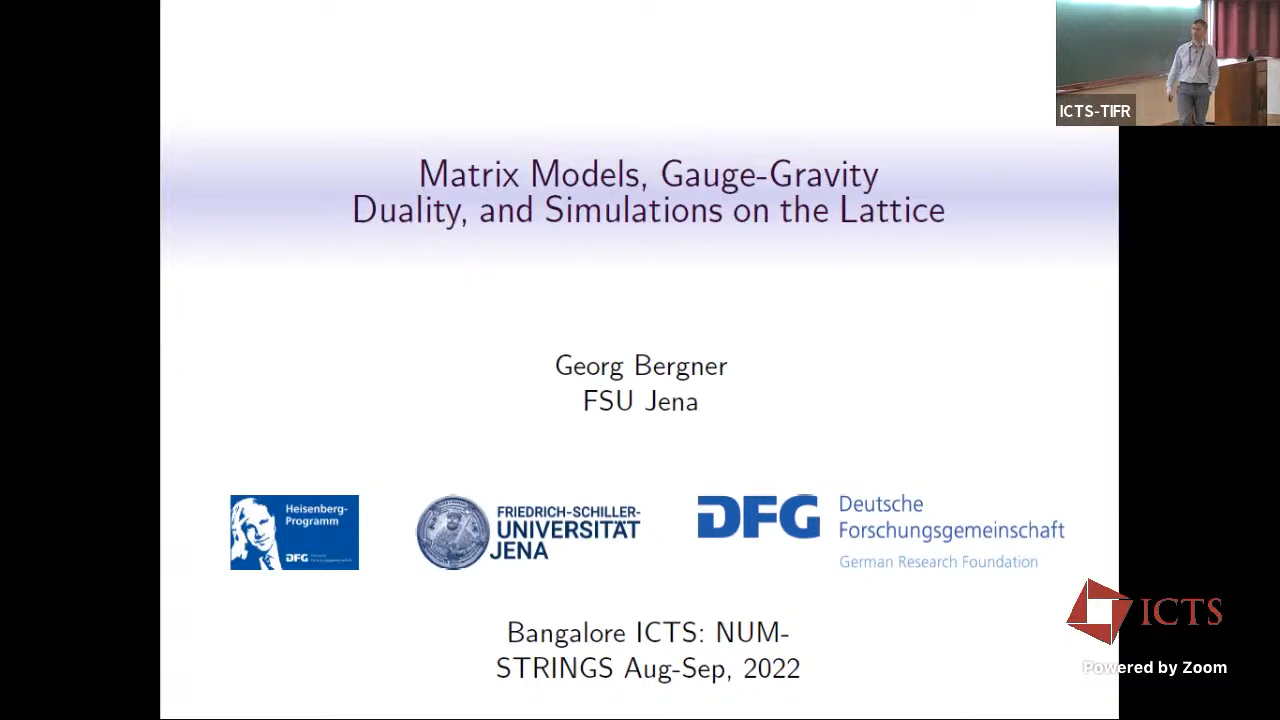 ICTS-TIFR
Matrix Models, Gauge-Gravity
Duality, and Simulations on the Lattice
Georg Bergner
FSU Jena
Heisenberg-
Programm
DFG
FRIEDRICH-SCHILLER-
UNIVERSITÄT
JENA
DFG
Deutsche
Forschungsgemeinschaft
German Research Foundation
ICTS
Bangalore ICTS: NUM-
STRINGS Aug-Sep, 2022
Powered by Zoom